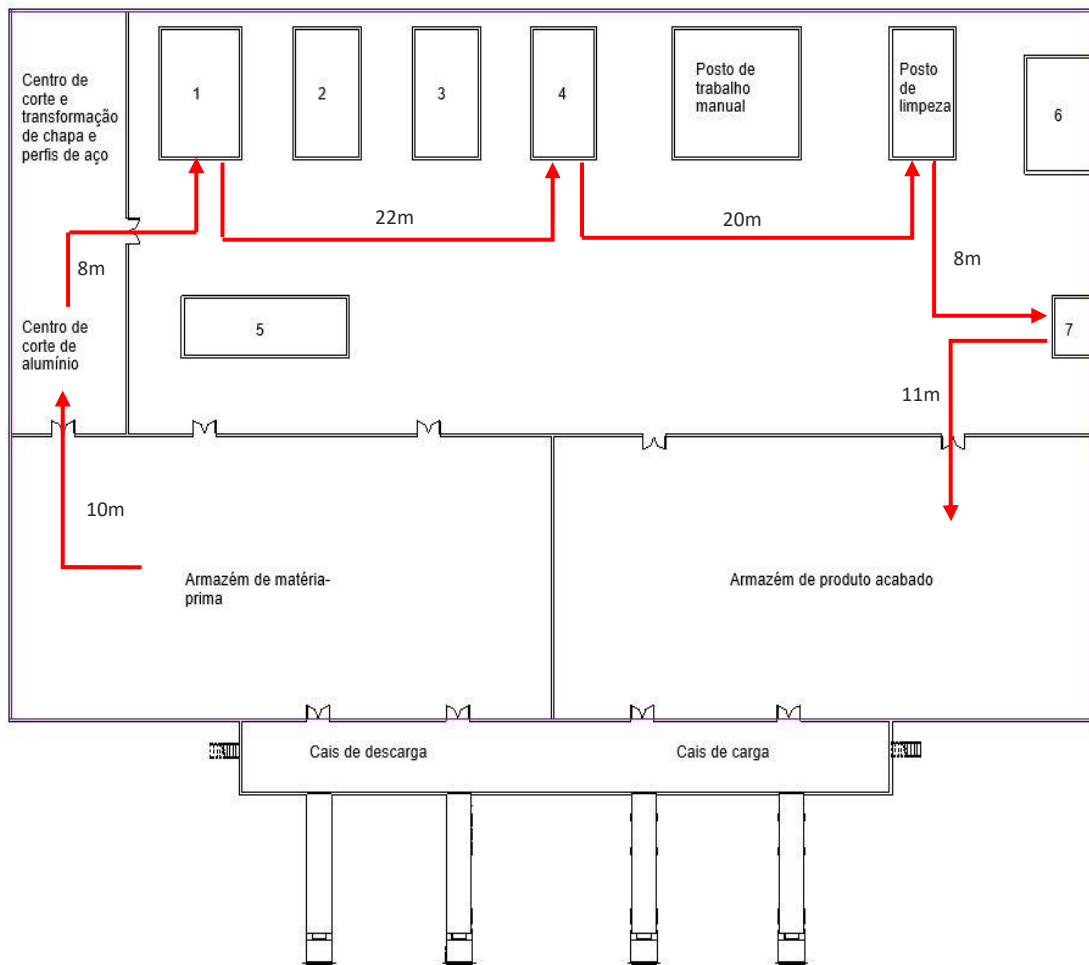 Centro de
corte e
transformação
de chapa e
perfis de aço
1
2
3
4
Posto de
trabalho
manual
Posto
de
limpeza
6
22m
20m
8m
8m
Centro de
corte de
alumínio
5
7
11m
10m
Armazém de matéria-
prima
Armazém de produto acabado
Cais de descarga
Cais de carga